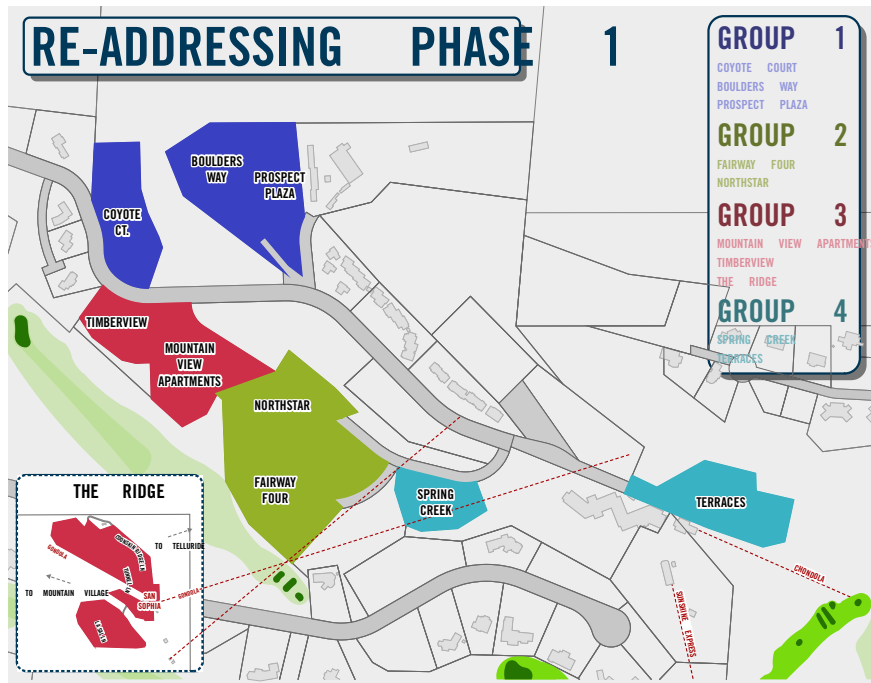 RE-ADDRESSING PHASE 1
GROUP 1
COYOTE COURT
BOULDERS WAY
PROSPECT PLAZA
GROUP 2
FAIRWAY FOUR
NORTHSTAR
GROUP 3
MOUNTAIN VIEW APARTMENTS
TIMBERVIEW
THE RIDGE
GROUP 4
SPRING CREEK
TERRACES
BOULDERS
WAY
PROSPECT
PLAZA
COYOTE
CT.
TIMBERVIEW
MOUNTAIN
VIEW
APARTMENTS
NORTHSTAR
FAIRWAY
FOUR
SPRING
CREEK
TERRACES
CHONDOLA
SUNSHINE EXPRESS
THE RIDGE
GONDOLA
TO TELLURIDE
TO MOUNTAIN VILLAGE
SAN
SOPHIA
GONDOLA